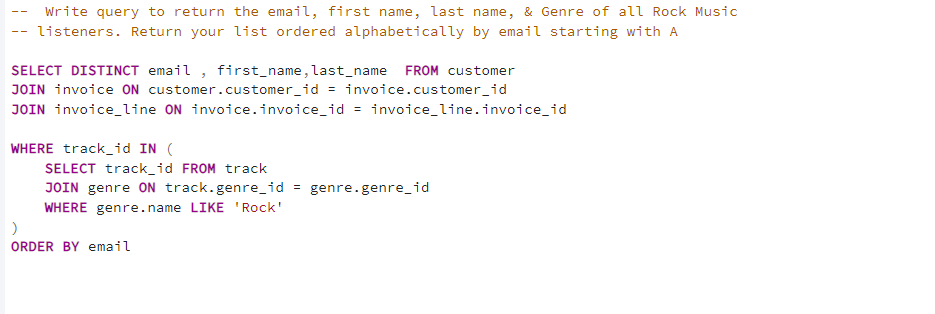 --  Write query to return the email, first name, last name, & Genre of all Rock Music
-- listeners. Return your list ordered alphabetically by email starting with A
SELECT DISTINCT email , first_name,last_name  FROM customer
JOIN invoice ON customer.customer_id = invoice.customer_id
JOIN invoice_line ON invoice.invoice_id = invoice_line.invoice_id
WHERE track_id IN (
    SELECT track_id FROM track
    JOIN genre ON track.genre_id = genre.genre_id
    WHERE genre.name LIKE 'Rock'
)
ORDER BY email